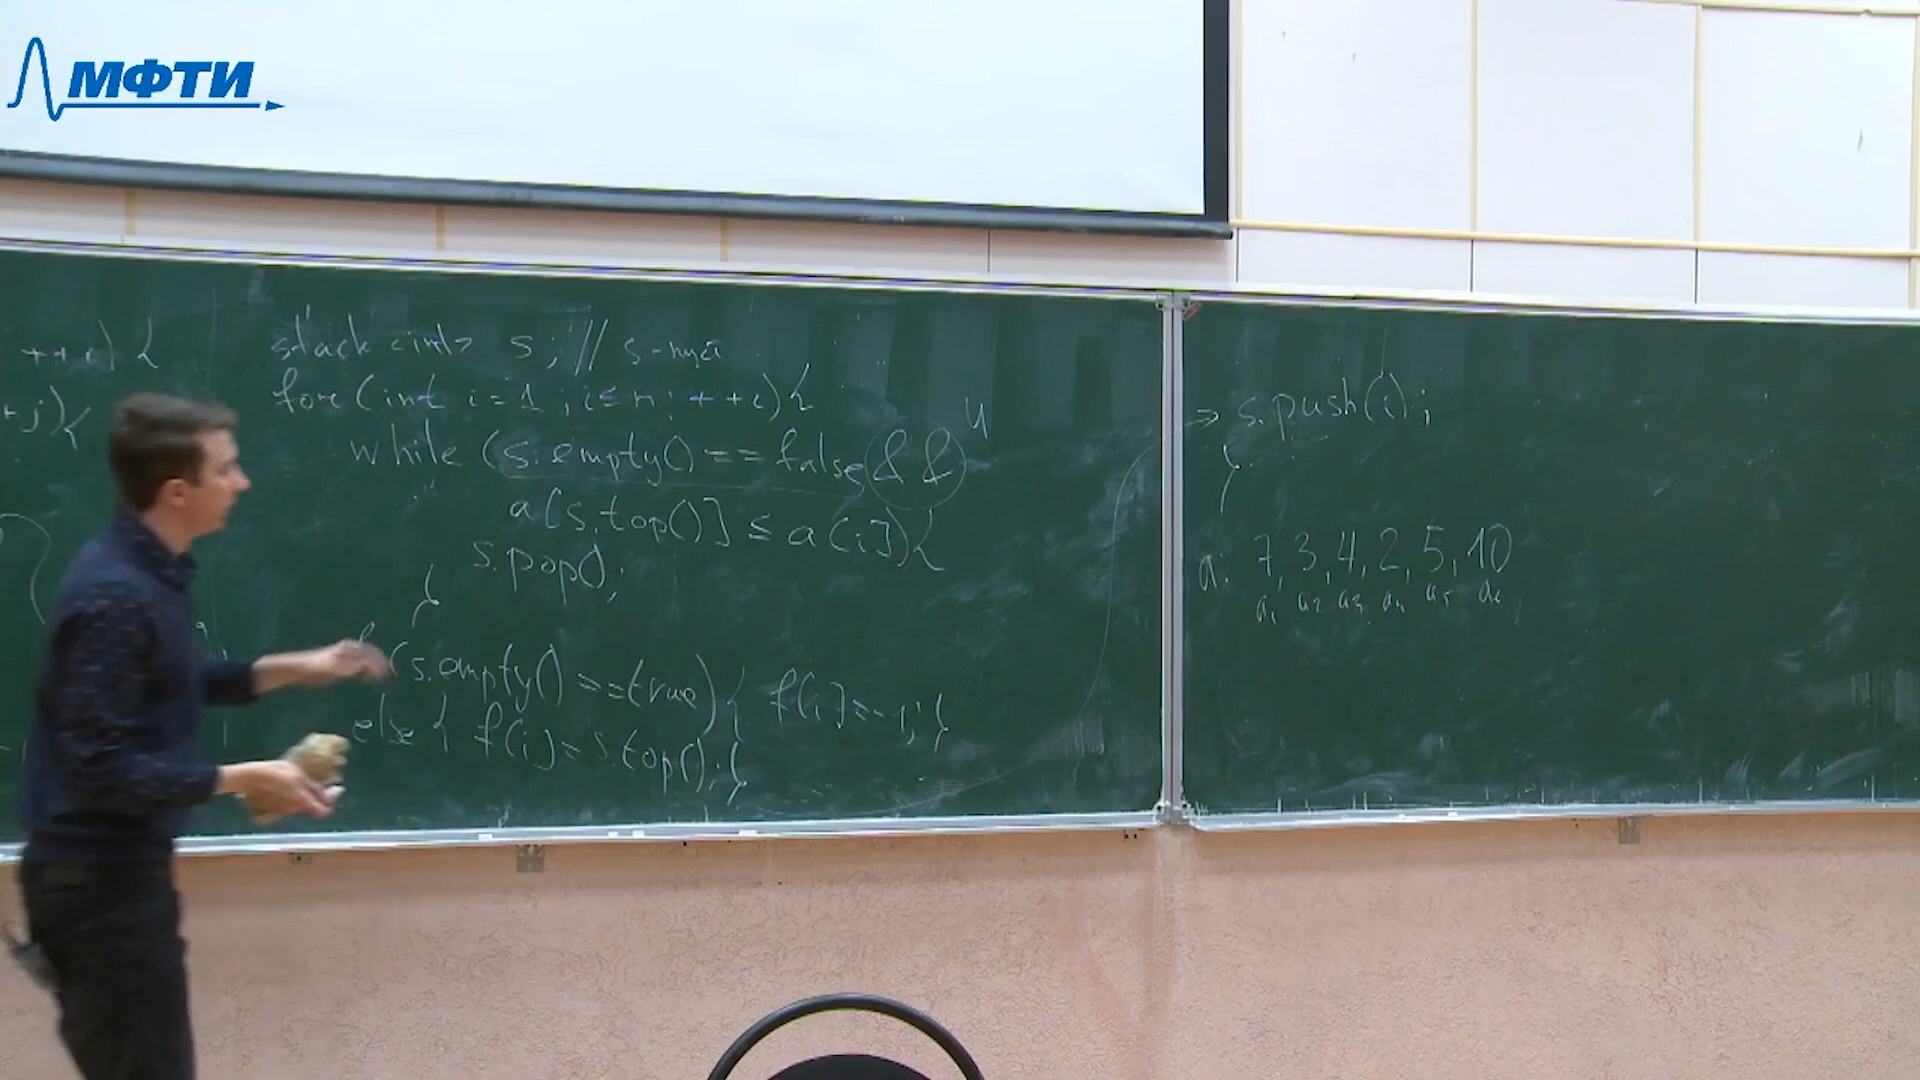 МФТИ
++i) {
+j){
stack <int> s; // s - пуст
for (int i = 1; i ≤ n; ++i) {
while (s.empty() == false && И
a[s.top()] ≤ a[i]) {
s.pop();
}
if (s.empty() == true) { f[i] = -1; }
else { f[i] = s.top(); }
→ s.push(i);
}
a: 7, 3, 4, 2, 5, 10
a₁ a₂ a₃ a₄ a₅ a₆